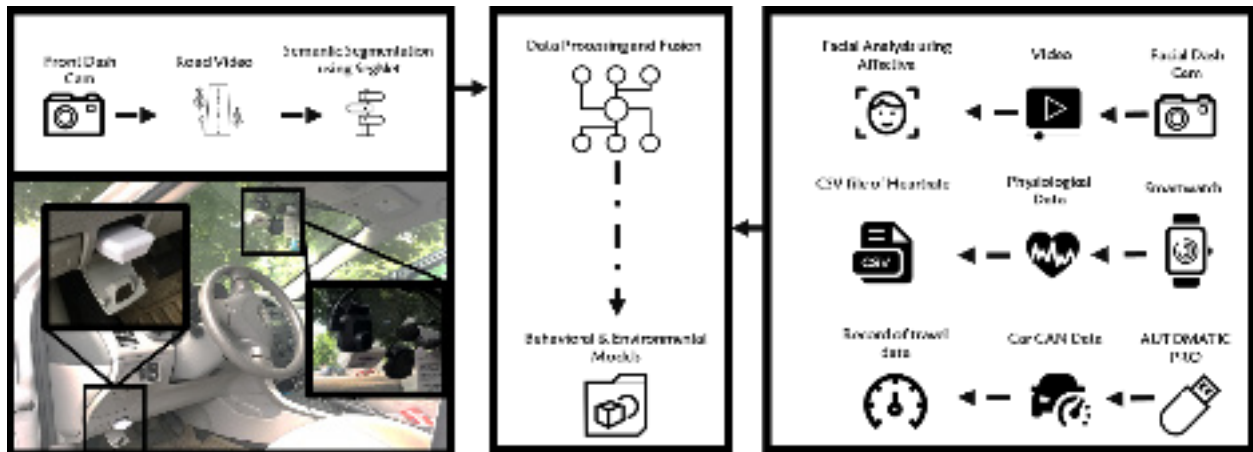 Front Dash
Cam
Road Video
Semantic Segmentation
using SegNet
Data Processing and Fusion
Behavioral & Environmental
Models
Facial Analysis using
Affective
Video
Facial Dash
Cam
CSV file of Heartrate
CSV
Physiological
Data
Smartwatch
Record of travel
data
Car CAN Data
AUTOMATIC
PRO